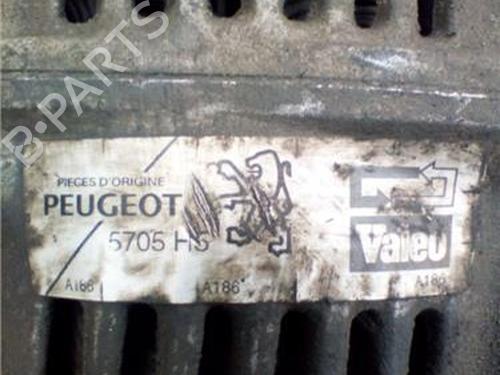 B-PARTS
PIECES D'ORIGINE
PEUGEOT
5705 HS
Valeo
A186 A186 A186